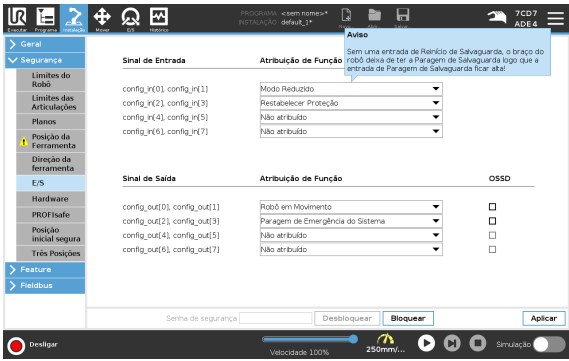 PROGRAMA <sem nome>*
INSTALAÇÃO default_1*
7CD7
ADE4
Executar Programa Instalação Mover E/S Histórico
Abrir Salvar
Aviso
Sem uma entrada de Reinício de Salvaguarda, o braço do
robô deixa de ter a Paragem de Salvaguarda logo que a
entrada de Paragem de Salvaguarda ficar alta!
Geral
Segurança
Limites do
Robô
Limites das
Articulações
Planos
Posição da
Ferramenta
Direção da
ferramenta
E/S
Hardware
PROFIsafe
Posição
inicial segura
Três Posições
Feature
Fieldbus
Sinal de Entrada Atribuição de Função
config_in[0], config_in[1] Modo Reduzido
config_in[2], config_in[3] Restabelecer Proteção
config_in[4], config_in[5] Não atribuído
config_in[6], config_in[7] Não atribuído
Sinal de Saída Atribuição de Função OSSD
config_out[0], config_out[1] Robô em Movimento
config_out[2], config_out[3] Paragem de Emergência do Sistema
config_out[4], config_out[5] Não atribuído
config_out[6], config_out[7] Não atribuído
Senha de segurança Desbloquear Bloquear Aplicar
Desligar
Velocidade 100%
250mm/...
Simulação